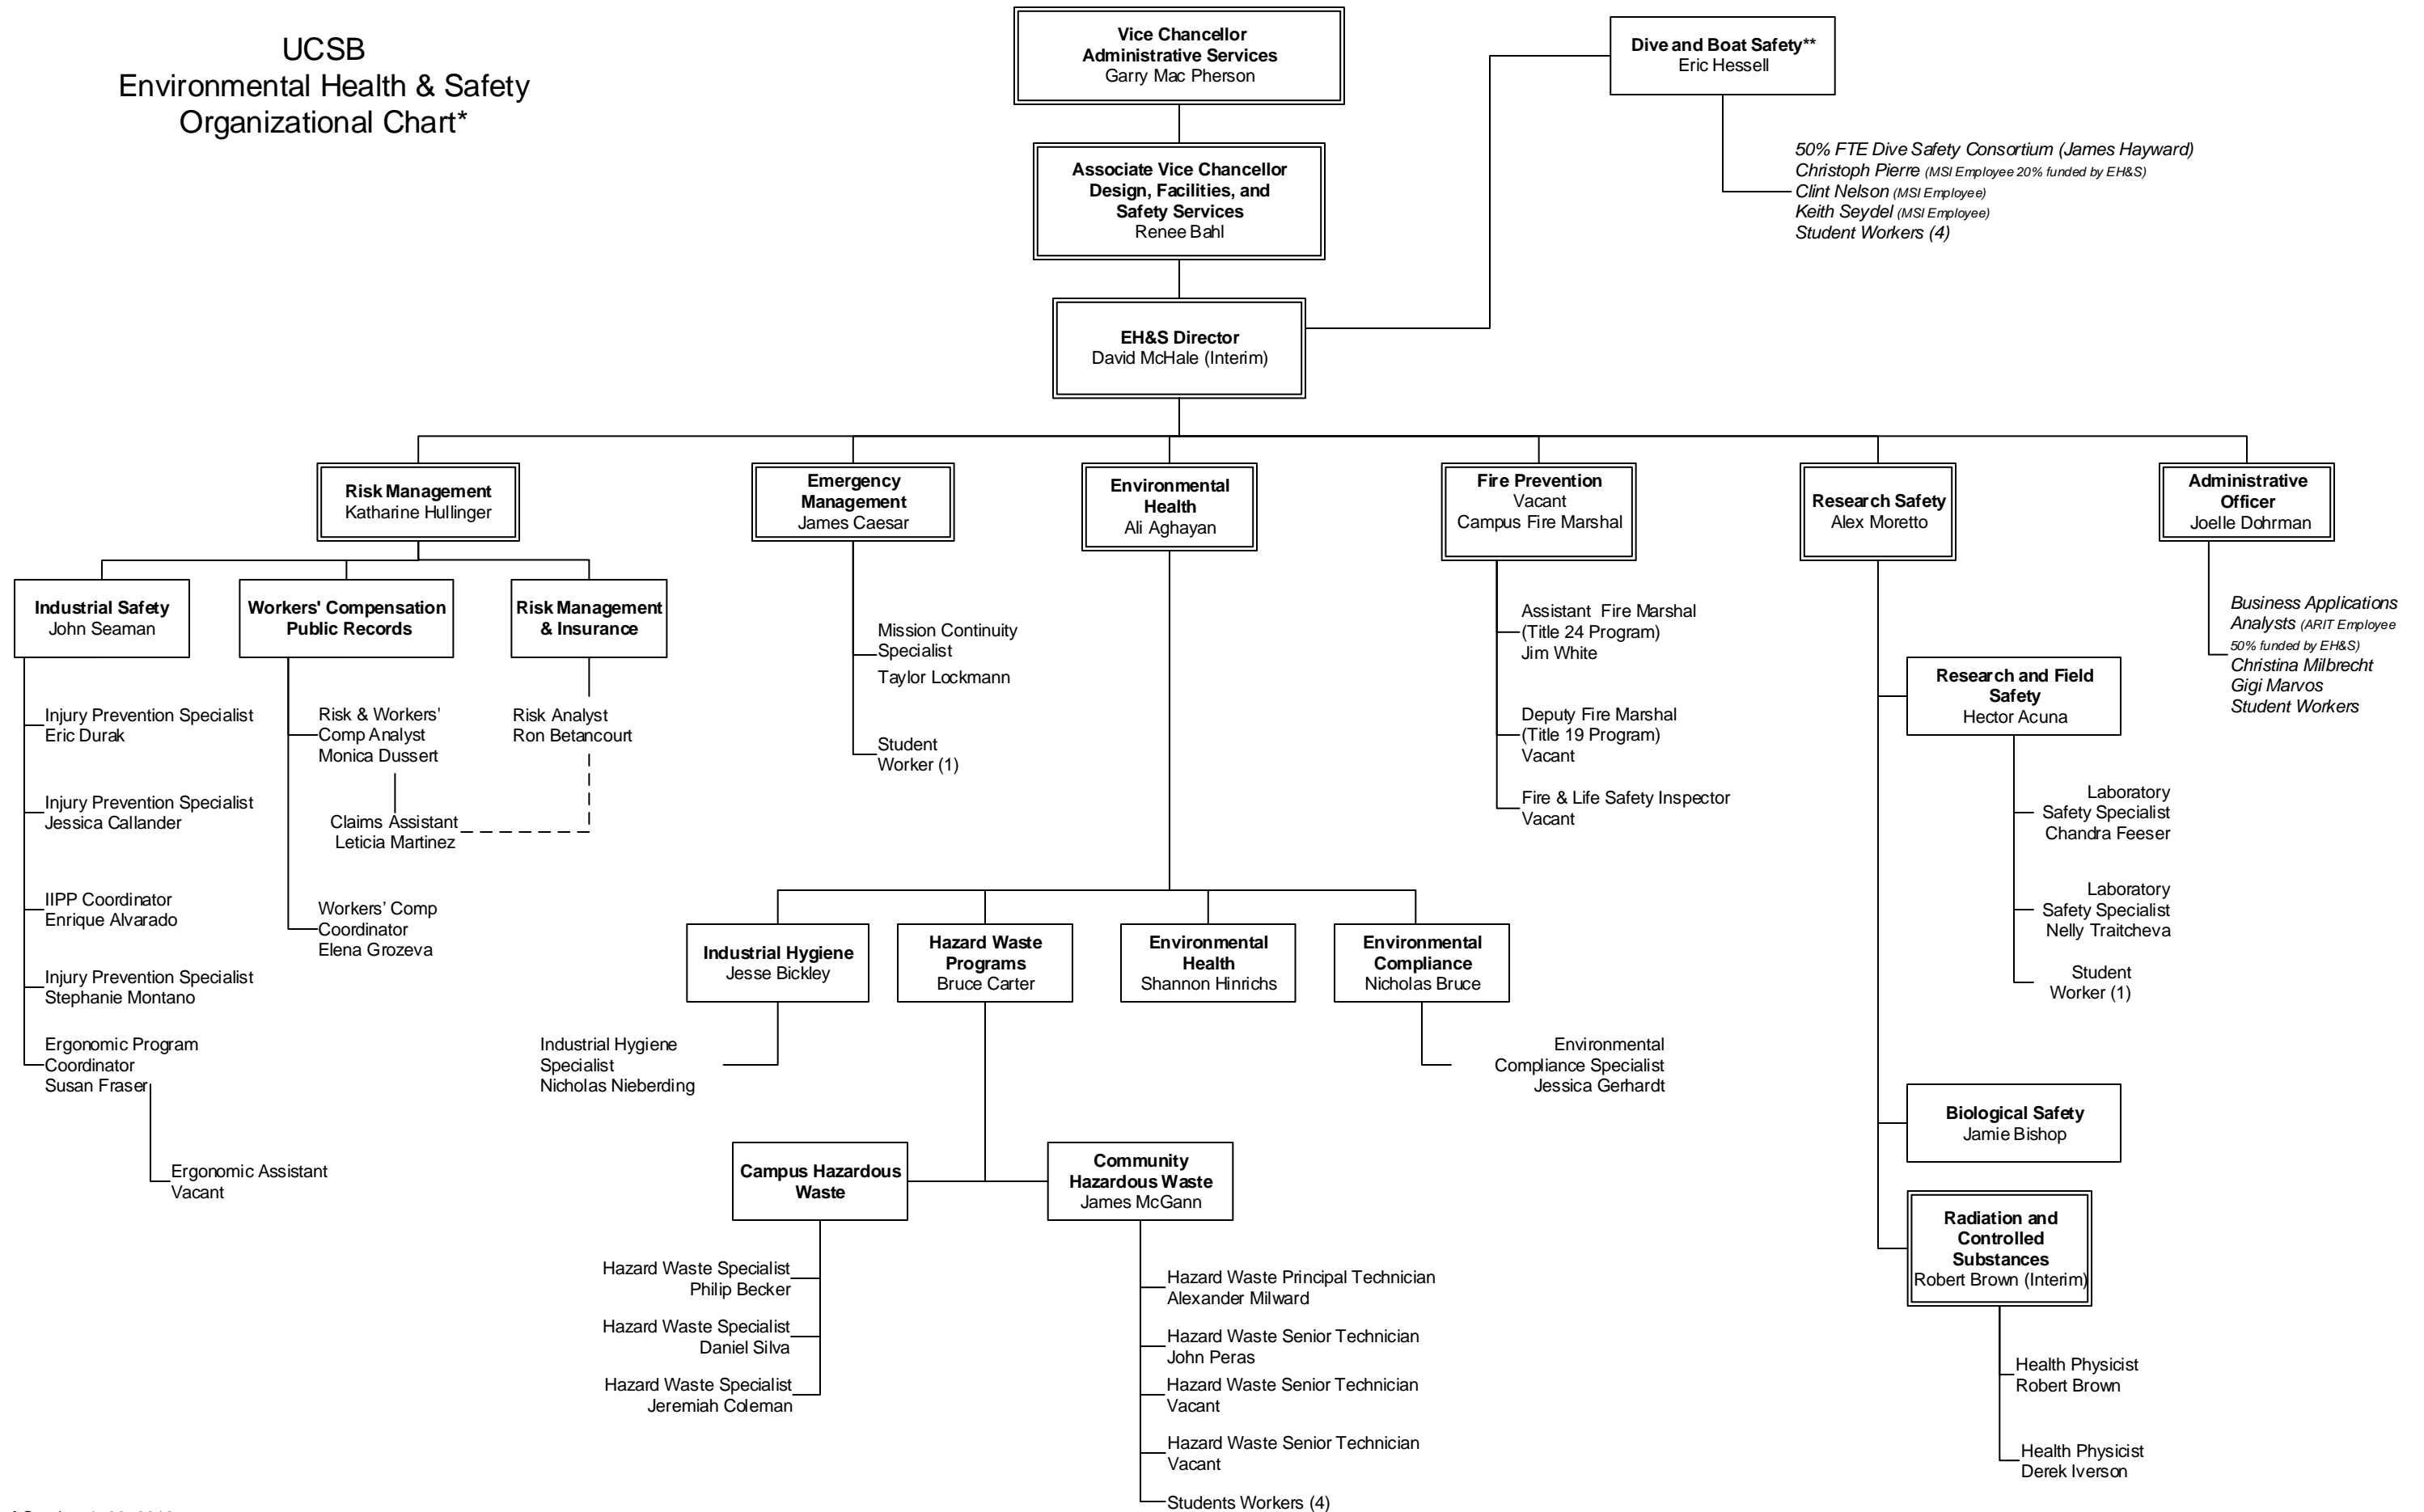 UCSB
Environmental Health & Safety
Organizational Chart*
Vice Chancellor
Administrative Services
Garry Mac Pherson
Dive and Boat Safety**
Eric Hessell
50% FTE Dive Safety Consortium (James Hayward)
Christoph Pierre (MSI Employee 20% funded by EH&S)
Clint Nelson (MSI Employee)
Keith Seydel (MSI Employee)
Student Workers (4)
Associate Vice Chancellor
Design, Facilities, and
Safety Services
Renee Bahl
EH&S Director
David McHale (Interim)
Risk Management
Katharine Hullinger
Emergency
Management
James Caesar
Environmental
Health
Ali Aghayan
Fire Prevention
Vacant
Campus Fire Marshal
Research Safety
Alex Moretto
Administrative
Officer
Joelle Dohrman
Industrial Safety
John Seaman
Workers' Compensation
Public Records
Risk Management
& Insurance
Injury Prevention Specialist
Eric Durak
Injury Prevention Specialist
Jessica Callander
IIPP Coordinator
Enrique Alvarado
Injury Prevention Specialist
Stephanie Montano
Ergonomic Program
Coordinator
Susan Fraser
Ergonomic Assistant
Vacant
Risk & Workers'
Comp Analyst
Monica Dussert
Claims Assistant
Leticia Martinez
Workers’ Comp
Coordinator
Elena Grozeva
Risk Analyst
Ron Betancourt
Mission Continuity
Specialist
Taylor Lockmann
Student
Worker (1)
Assistant Fire Marshal
(Title 24 Program)
Jim White
Deputy Fire Marshal
(Title 19 Program)
Vacant
Fire & Life Safety Inspector
Vacant
Business Applications
Analysts (ARIT Employee
50% funded by EH&S)
Christina Milbrecht
Gigi Marvos
Student Workers
Research and Field
Safety
Hector Acuna
Laboratory
Safety Specialist
Chandra Feeser
Laboratory
Safety Specialist
Nelly Traitcheva
Student
Worker (1)
Industrial Hygiene
Jesse Bickley
Hazard Waste
Programs
Bruce Carter
Environmental
Health
Shannon Hinrichs
Environmental
Compliance
Nicholas Bruce
Industrial Hygiene
Specialist
Nicholas Nieberding
Environmental
Compliance Specialist
Jessica Gerhardt
Biological Safety
Jamie Bishop
Campus Hazardous
Waste
Community
Hazardous Waste
James McGann
Radiation and
Controlled
Substances
Robert Brown (Interim)
Hazard Waste Specialist
Philip Becker
Hazard Waste Specialist
Daniel Silva
Hazard Waste Specialist
Jeremiah Coleman
Hazard Waste Principal Technician
Alexander Milward
Hazard Waste Senior Technician
John Peras
Hazard Waste Senior Technician
Vacant
Hazard Waste Senior Technician
Vacant
Students Workers (4)
Health Physicist
Robert Brown
Health Physicist
Derek Iverson